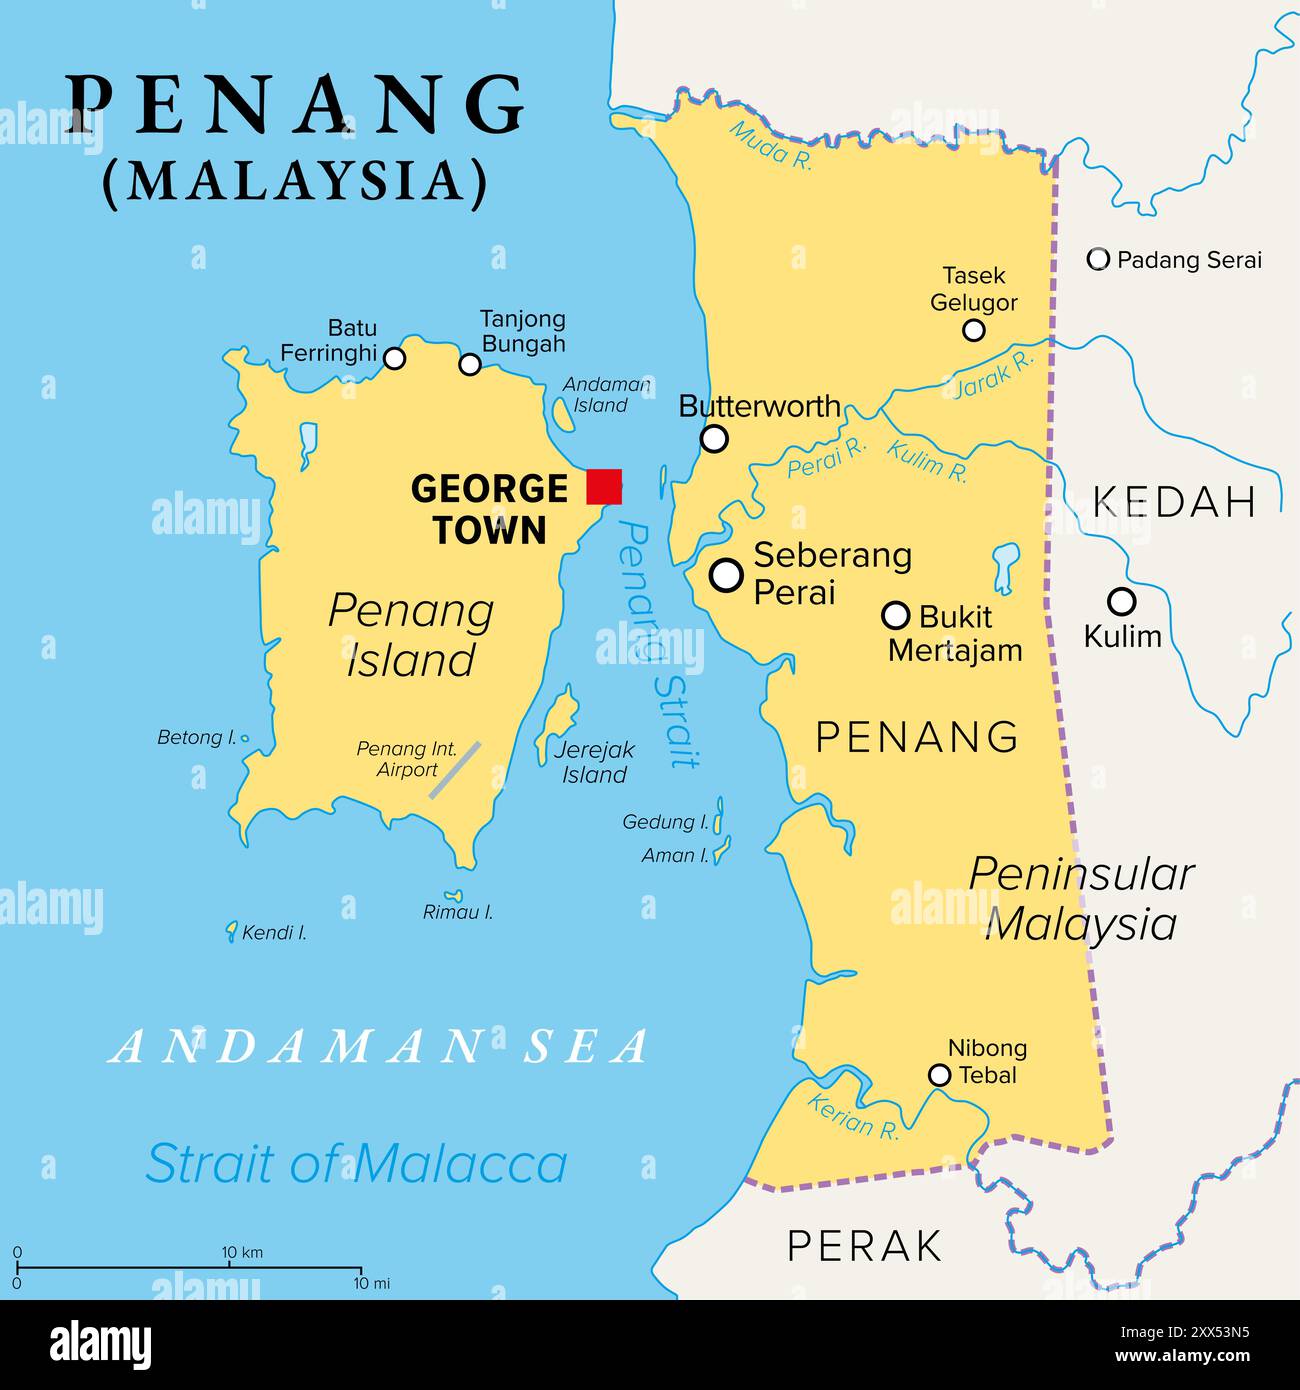 PENANG
(MALAYSIA)
Muda R.
Padang Serai
Tasek
Gelugor
Batu
Ferringhi
Tanjong
Bungah
Andaman
Island
Jarak R.
Butterworth
Perai R.
Kulim R.
GEORGE
TOWN
KEDAH
Penang Strait
Seberang
Perai
Penang
Island
Bukit
Mertajam
Kulim
Betong I.
Penang Int.
Airport
Jerejak
Island
PENANG
Gedung I.
Aman I.
Peninsular
Malaysia
Rimau I.
Kendi I.
ANDAMAN SEA
Nibong
Tebal
Kerian R.
Strait of Malacca
PERAK
0
10 km
0
10 mi
alamy
Image ID: 2XX53N5
www.alamy.com